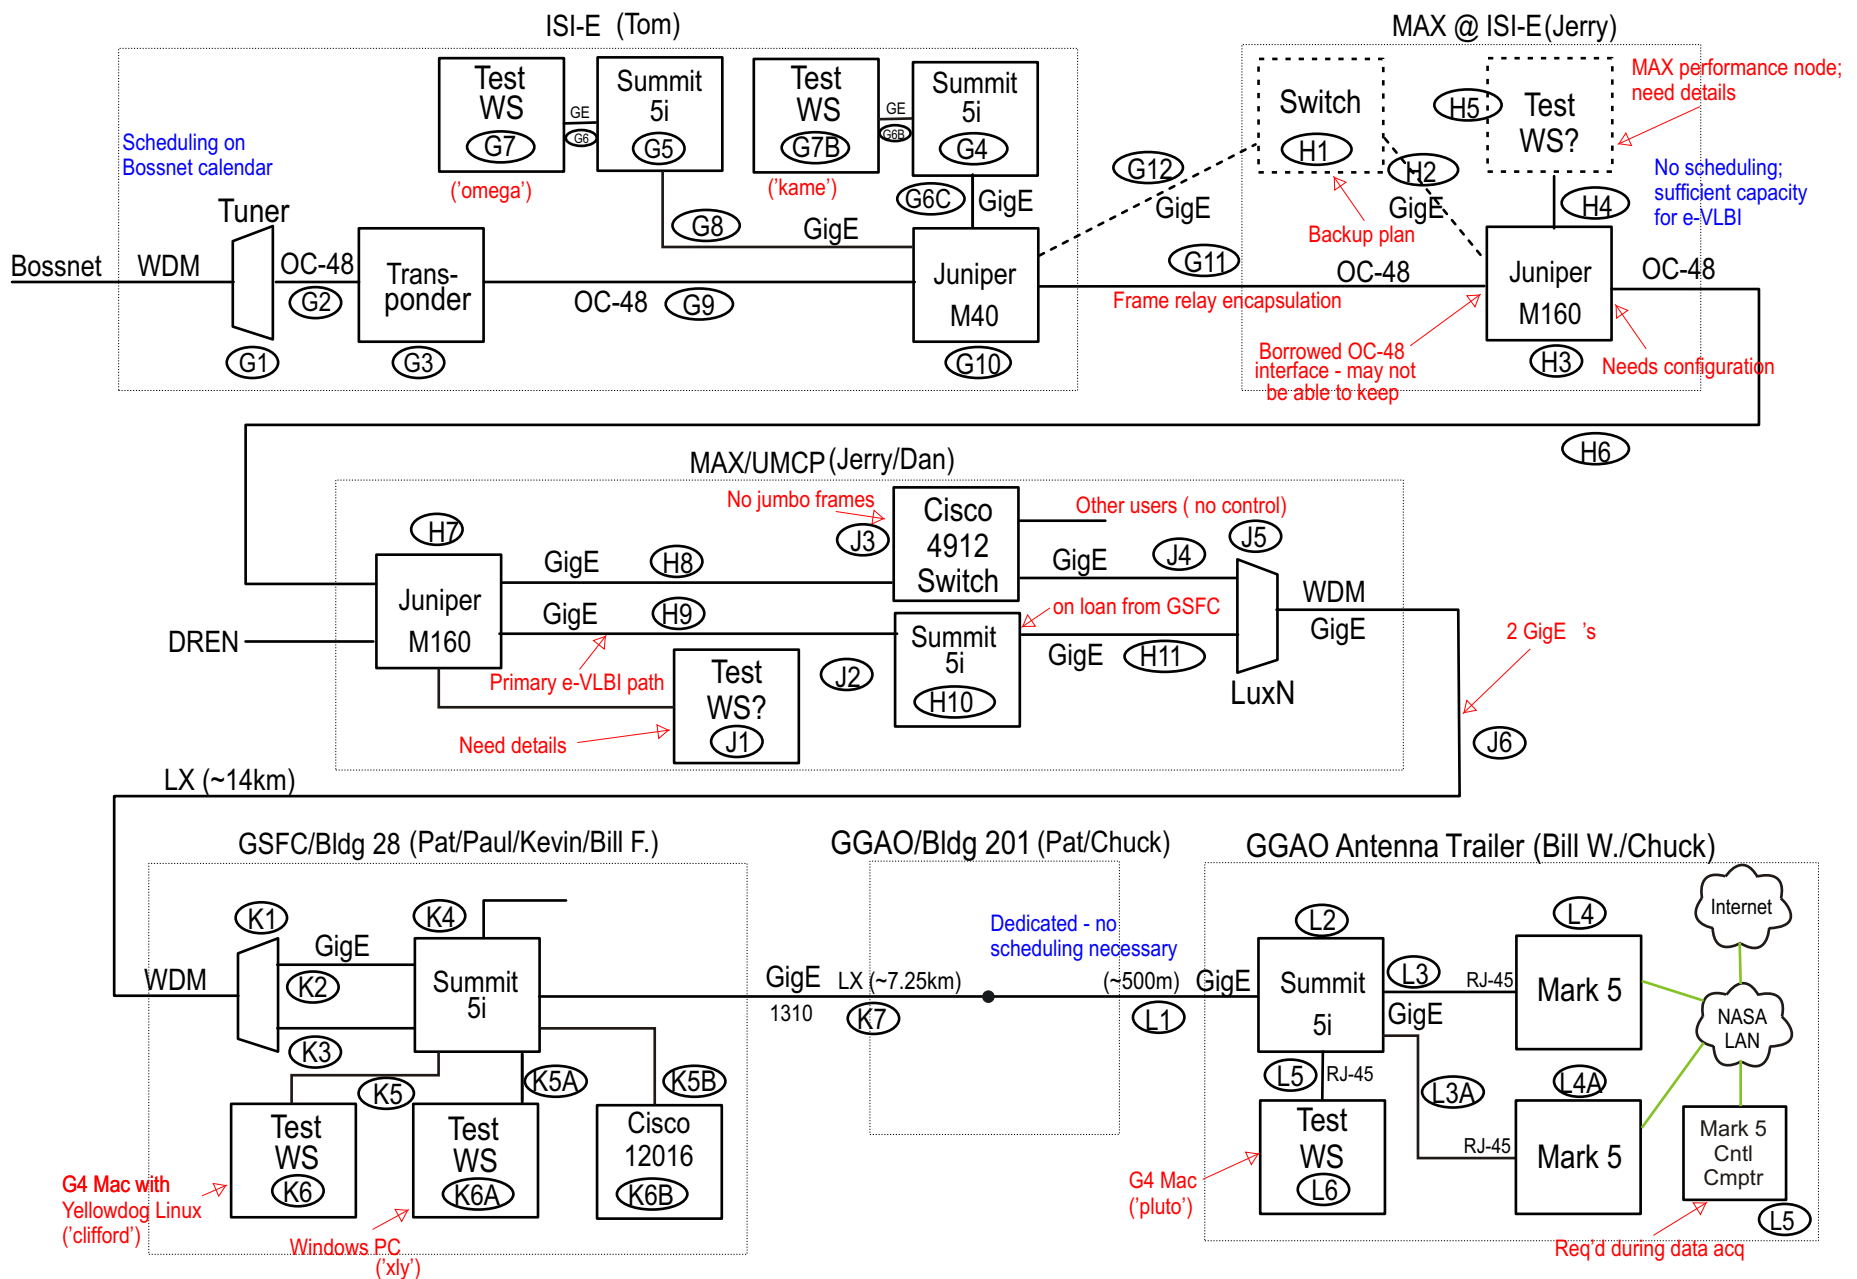 ISI-E (Tom)
MAX @ ISI-E (Jerry)
Test
WS
G7
GE
G6
Summit
5i
G5
Test
WS
G7B
GE
G6B
Summit
5i
G4
Switch
H1
H5
Test
WS?
MAX performance node;
need details
Scheduling on
Bossnet calendar
('omega')
('kame')
G6C
GigE
G12
GigE
H2
GigE
H4
No scheduling;
sufficient capacity
for e-VLBI
Tuner
G8
GigE
Backup plan
Bossnet
WDM
OC-48
G2
Trans-
ponder
OC-48
G9
Juniper
M40
G11
OC-48
Frame relay encapsulation
Juniper
M160
OC-48
G1
G3
G10
Borrowed OC-48
interface - may not
be able to keep
H3
Needs configuration
H6
MAX/UMCP (Jerry/Dan)
No jumbo frames
Cisco
4912
Switch
Other users ( no control)
H7
J3
J4
J5
GigE
H8
GigE
WDM
GigE
Juniper
M160
GigE
H9
on loan from GSFC
Summit
5i
H10
GigE
H11
2 GigE 's
DREN
Primary e-VLBI path
J2
LuxN
Test
WS?
J1
Need details
J6
LX (~14km)
GSFC/Bldg 28 (Pat/Paul/Kevin/Bill F.)
GGAO/Bldg 201 (Pat/Chuck)
GGAO Antenna Trailer (Bill W./Chuck)
K1
K4
GigE
WDM
K2
Summit
5i
K3
GigE
1310
LX (~7.25km)
K7
Dedicated - no
scheduling necessary
(~500m)
L1
GigE
L2
Summit
5i
L3
RJ-45
GigE
L4
Mark 5
Internet
NASA
LAN
K5
K5A
K5B
L5
RJ-45
L3A
L4A
Test
WS
K6
Test
WS
K6A
Cisco
12016
K6B
Test
WS
L6
RJ-45
Mark 5
Mark 5
Cntl
Cmptr
L5
G4 Mac with
Yellowdog Linux
('clifford')
Windows PC
('xly')
G4 Mac
('pluto')
Req'd during data acq